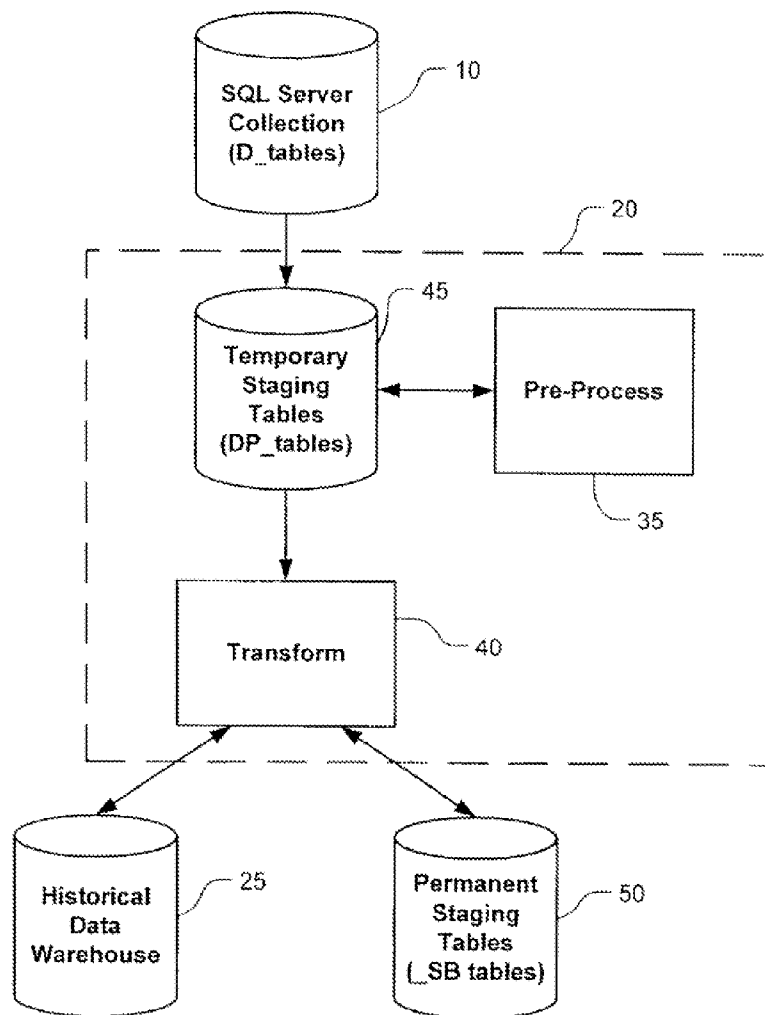 SQL Server
Collection
(D_tables)
10
20
Temporary
Staging
Tables
(DP_tables)
45
Pre-Process
35
Transform
40
Historical
Data
Warehouse
25
Permanent
Staging
Tables
(_SB tables)
50